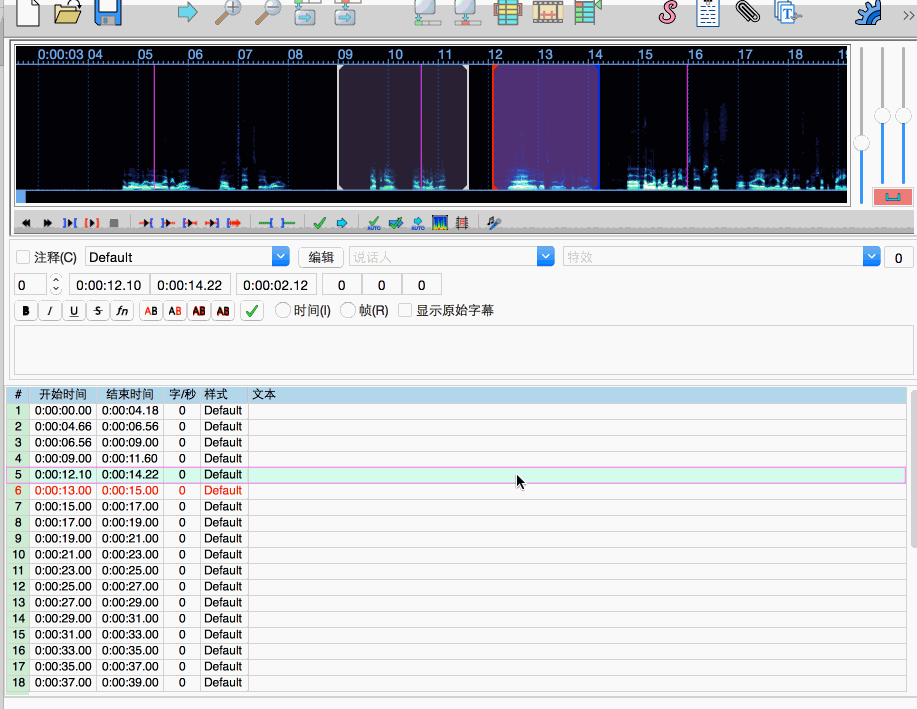 0:00:03 04 05 06 07 08 09 10 11 12 13 14 15 16 17 18
AUTO AUTO
注释(C) Default 编辑 说话人 特效 0
0 0:00:12.10 0:00:14.22 0:00:02.12 0 0 0
B I U S fn AB AB AB AB 时间(I) 帧(R) 显示原始字幕
# 开始时间 结束时间 字/秒 样式 文本
1 0:00:00.00 0:00:04.18 0 Default
2 0:00:04.66 0:00:06.56 0 Default
3 0:00:06.56 0:00:09.00 0 Default
4 0:00:09.00 0:00:11.60 0 Default
5 0:00:12.10 0:00:14.22 0 Default
6 0:00:13.00 0:00:15.00 0 Default
7 0:00:15.00 0:00:17.00 0 Default
8 0:00:17.00 0:00:19.00 0 Default
9 0:00:19.00 0:00:21.00 0 Default
10 0:00:21.00 0:00:23.00 0 Default
11 0:00:23.00 0:00:25.00 0 Default
12 0:00:25.00 0:00:27.00 0 Default
13 0:00:27.00 0:00:29.00 0 Default
14 0:00:29.00 0:00:31.00 0 Default
15 0:00:31.00 0:00:33.00 0 Default
16 0:00:33.00 0:00:35.00 0 Default
17 0:00:35.00 0:00:37.00 0 Default
18 0:00:37.00 0:00:39.00 0 Default